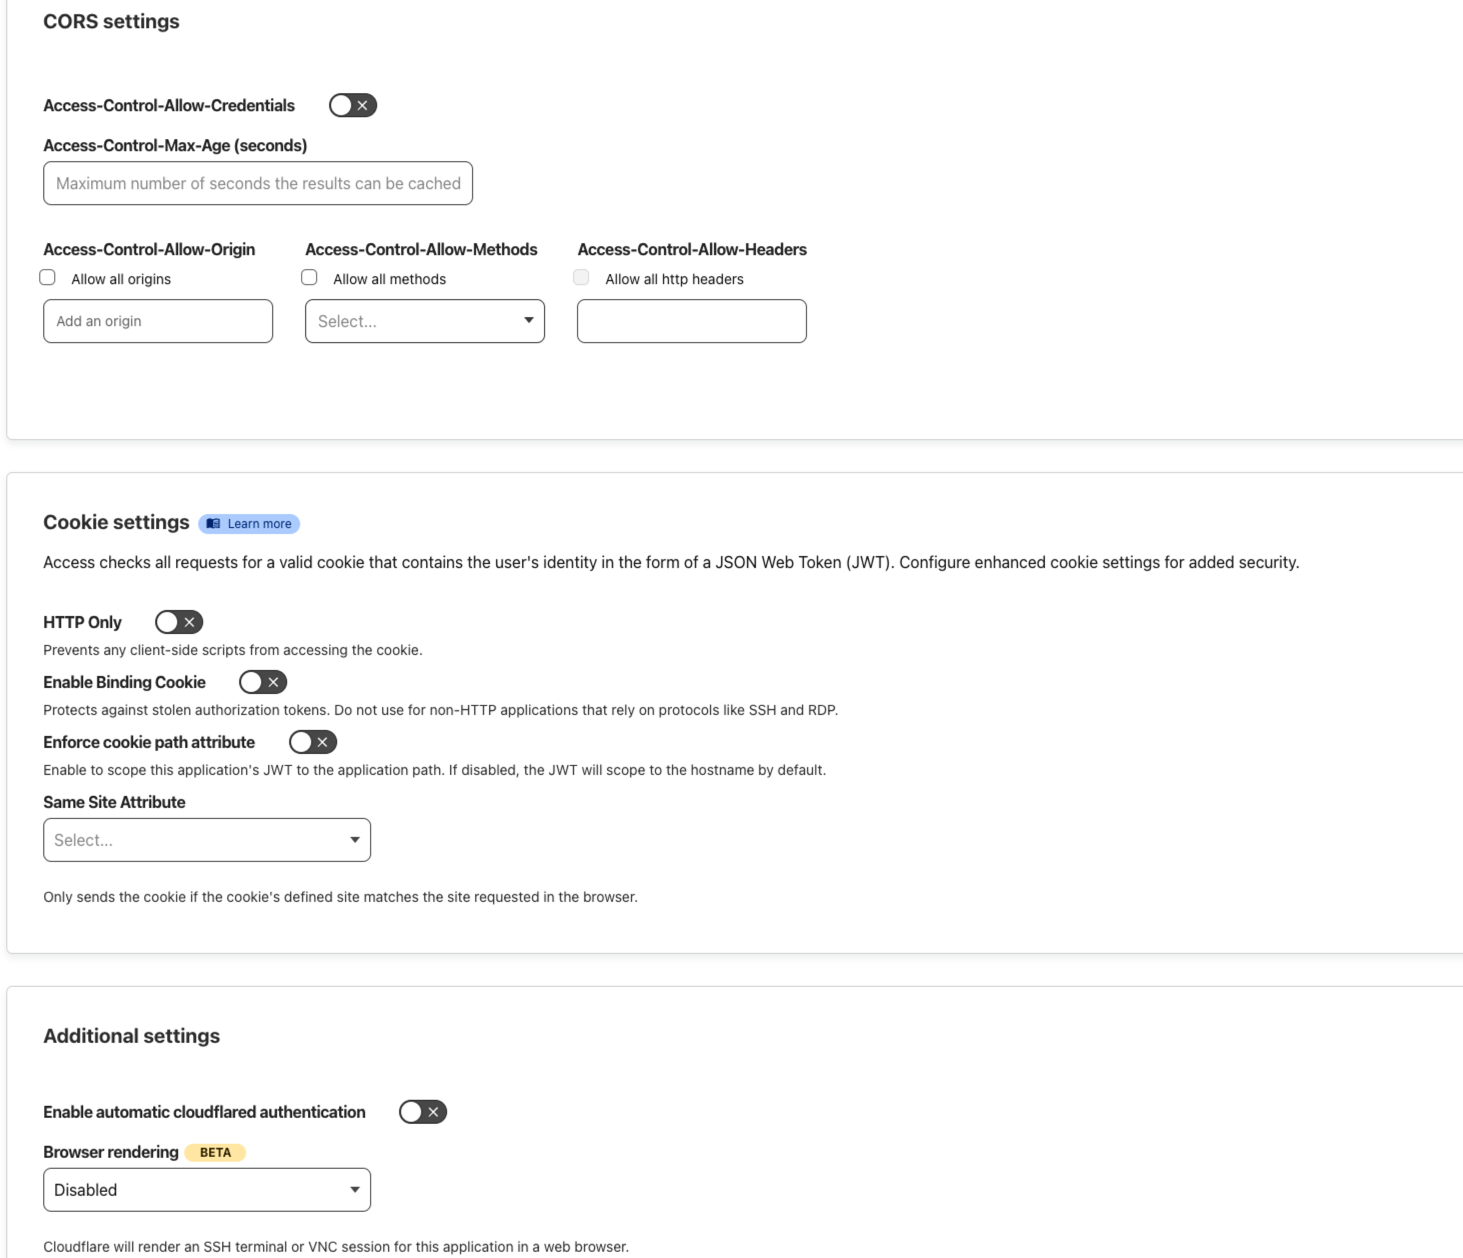 CORS settings
Access-Control-Allow-Credentials
Access-Control-Max-Age (seconds)
Maximum number of seconds the results can be cached
Access-Control-Allow-Origin
Access-Control-Allow-Methods
Access-Control-Allow-Headers
Allow all origins
Allow all methods
Allow all http headers
Add an origin
Select...
Cookie settings
Learn more
Access checks all requests for a valid cookie that contains the user's identity in the form of a JSON Web Token (JWT). Configure enhanced cookie settings for added security.
HTTP Only
Prevents any client-side scripts from accessing the cookie.
Enable Binding Cookie
Protects against stolen authorization tokens. Do not use for non-HTTP applications that rely on protocols like SSH and RDP.
Enforce cookie path attribute
Enable to scope this application's JWT to the application path. If disabled, the JWT will scope to the hostname by default.
Same Site Attribute
Select...
Only sends the cookie if the cookie's defined site matches the site requested in the browser.
Additional settings
Enable automatic cloudflared authentication
Browser rendering BETA
Disabled
Cloudflare will render an SSH terminal or VNC session for this application in a web browser.